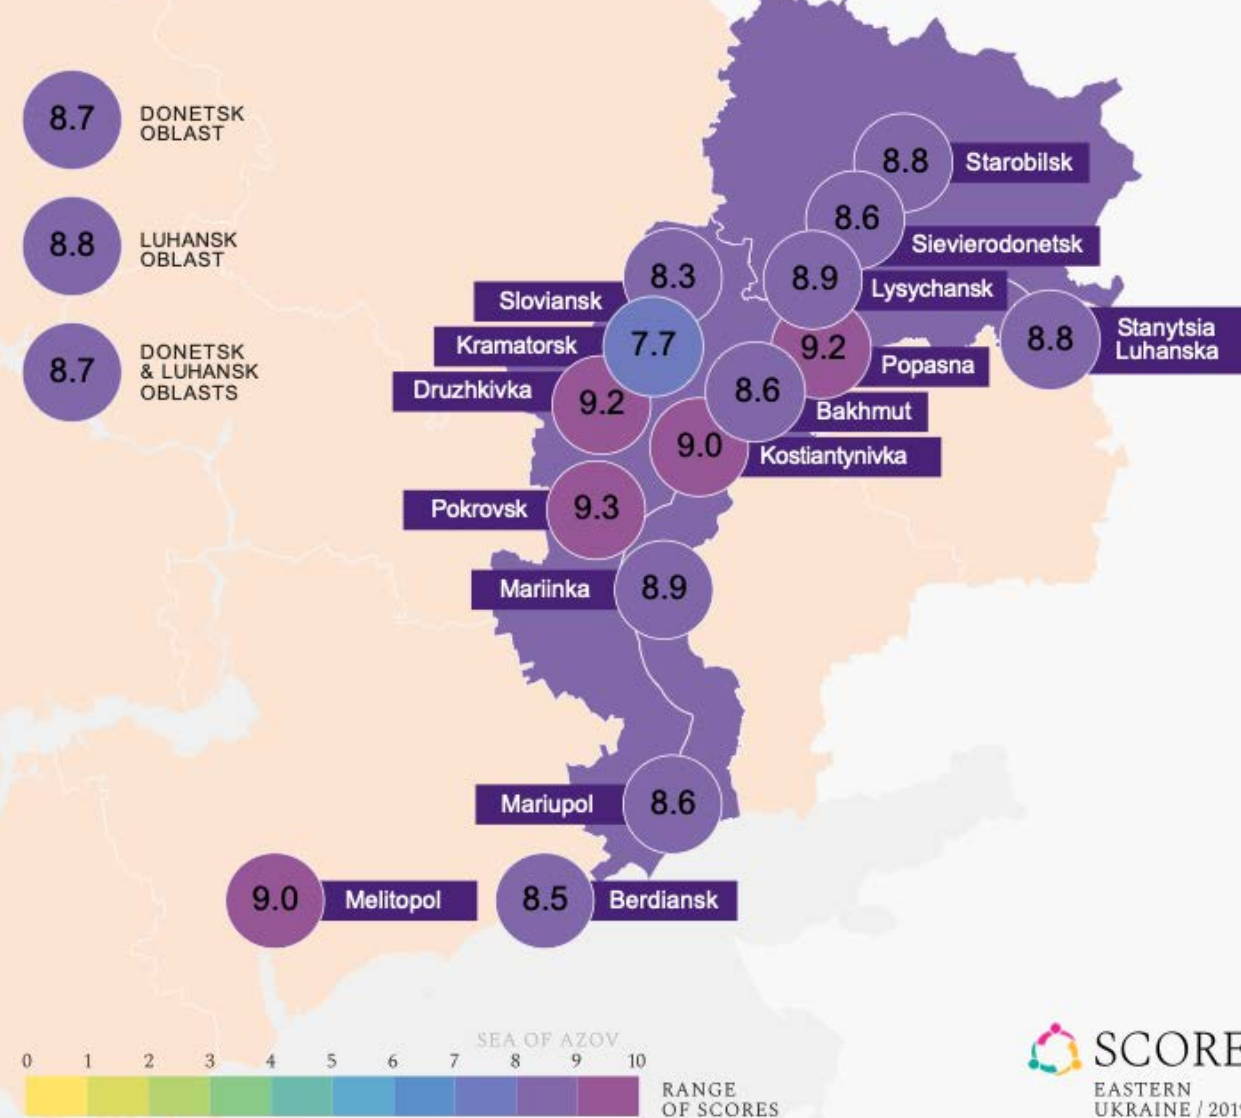 8.7
DONETSK
OBLAST
8.8
LUHANSK
OBLAST
8.7
DONETSK
& LUHANSK
OBLASTS
8.8
Starobilsk
8.6
Sievierodonetsk
8.9
Lysychansk
8.3
Sloviansk
8.8
Stanytsia
Luhanska
7.7
Kramatorsk
9.2
Popasna
9.2
Druzhkivka
8.6
Bakhmut
9.0
Kostiantynivka
9.3
Pokrovsk
8.9
Mariinka
8.6
Mariupol
9.0
Melitopol
8.5
Berdiansk
SEA OF AZOV
0 1 2 3 4 5 6 7 8 9 10
RANGE
OF SCORES
SCORE
EASTERN
UKRAINE / 2019